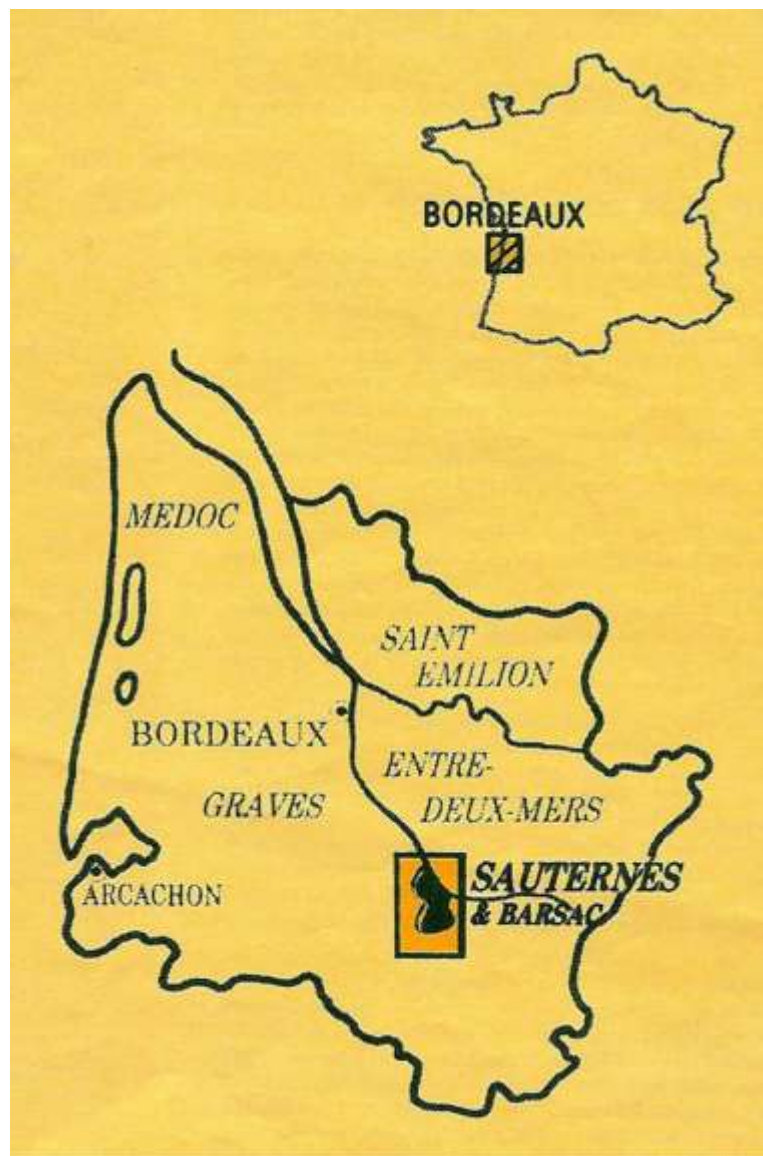 BORDEAUX
MEDOC
SAINT
EMILION
BORDEAUX
ENTRE-
GRAVES
DEUX-MERS
SAUTERNES
& BARSAC
ARCACHON